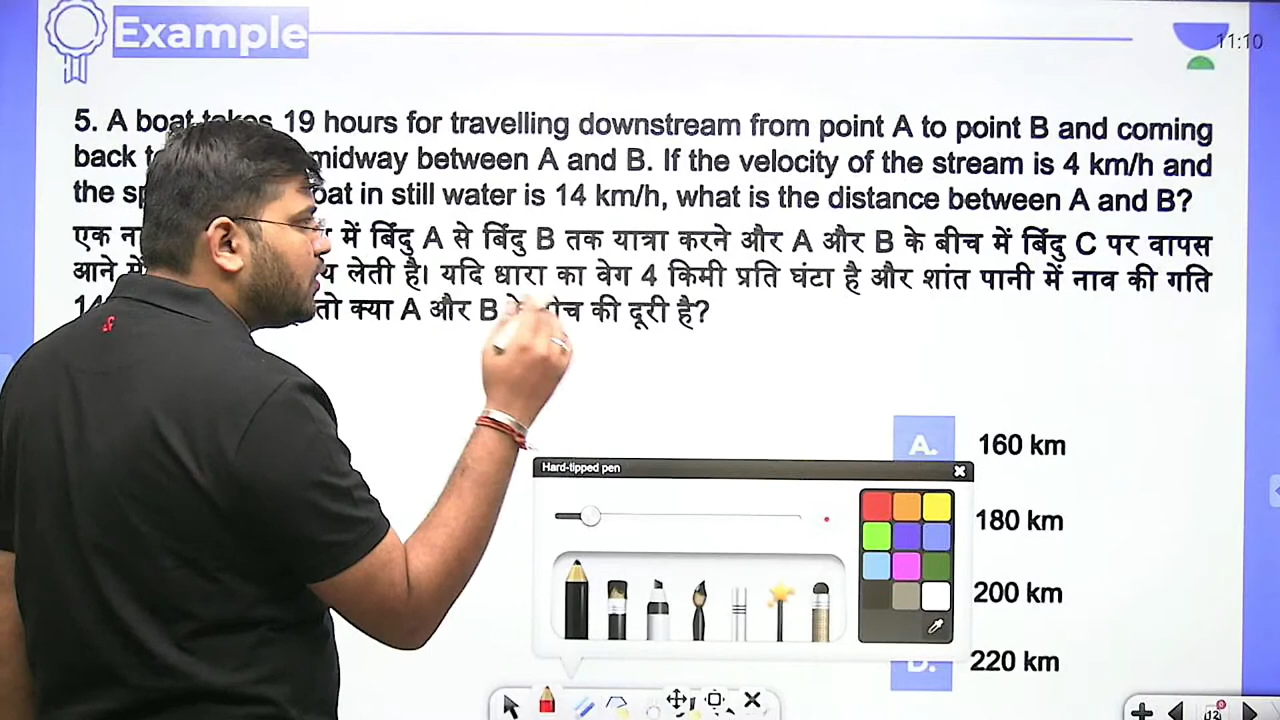 Example
11:10
5. A boat takes 19 hours for travelling downstream from point A to point B and coming
back midway between A and B. If the velocity of the stream is 4 km/h and
the boat in still water is 14 km/h, what is the distance between A and B?
एक में बिंदु A से बिंदु B तक यात्रा करने और A और B के बीच में बिंदु C पर वापस
आने लेती है। यदि धारा का वेग 4 किमी प्रति घंटा है और शांत पानी में नाव की गति
14 तो क्या A और B के बीच की दूरी है?
A. 160 km
Hard-tipped pen
180 km
200 km
D. 220 km
12